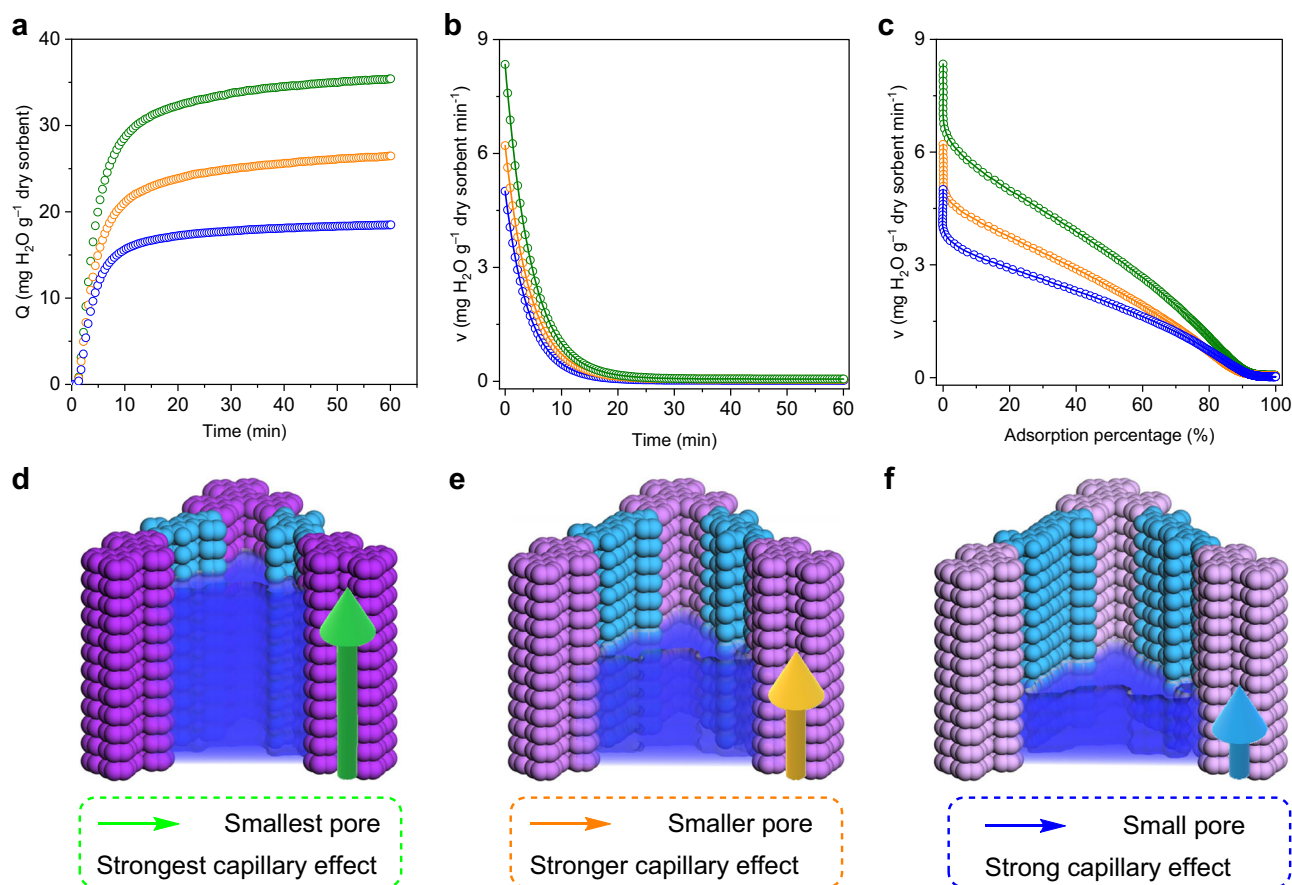 a
40
30
20
10
0
Q (mg H₂O g⁻¹ dry sorbent)
0 10 20 30 40 50 60
Time (min)
b
9
6
3
0
v (mg H₂O g⁻¹ dry sorbent min⁻¹)
0 10 20 30 40 50 60
Time (min)
c
9
6
3
0
v (mg H₂O g⁻¹ dry sorbent min⁻¹)
0 20 40 60 80 100
Adsorption percentage (%)
d
Smallest pore
Strongest capillary effect
e
Smaller pore
Stronger capillary effect
f
Small pore
Strong capillary effect